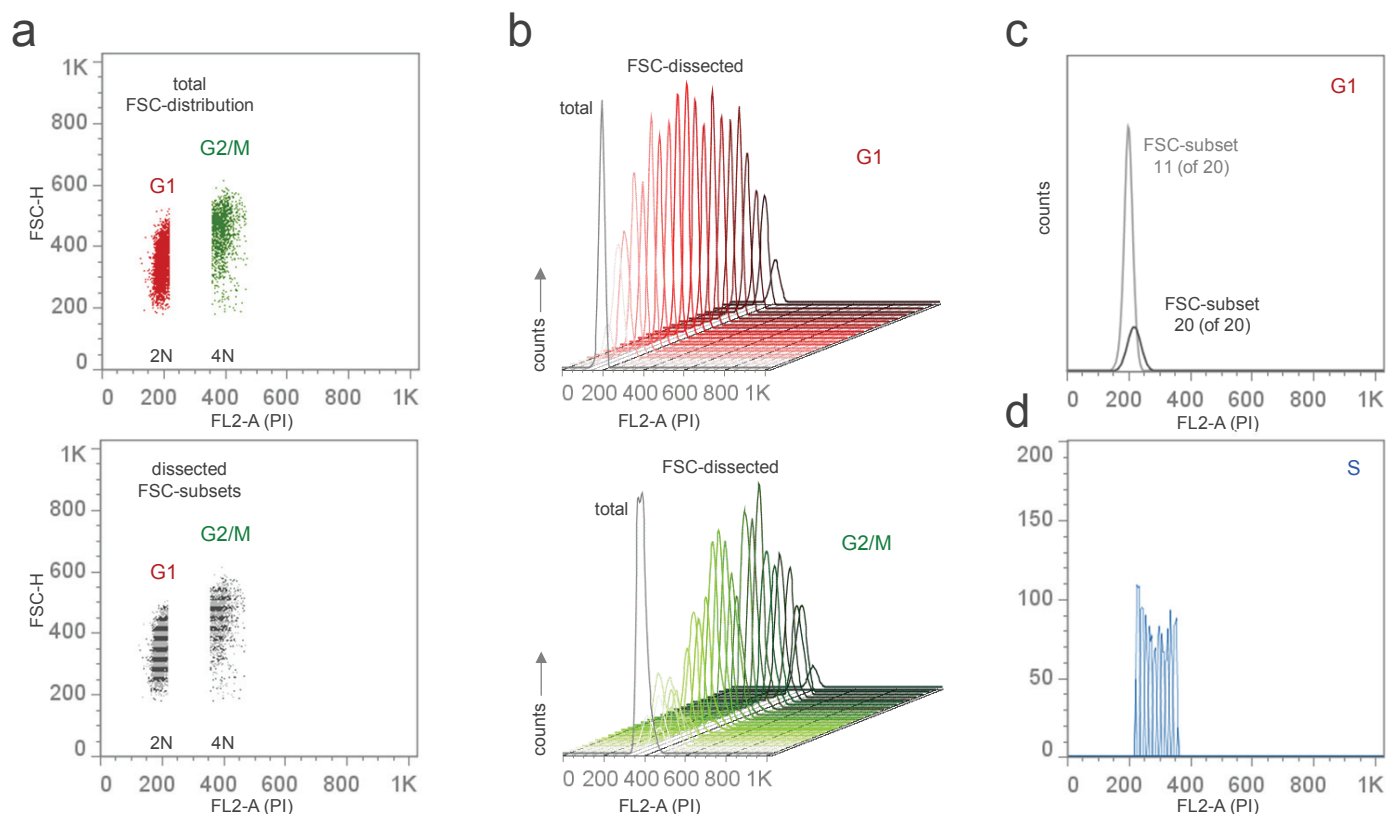 a
1K
800
600
400
200
0
FSC-H
total
FSC-distribution
G2/M
G1
2N
4N
0 200 400 600 800 1K
FL2-A (PI)
1K
800
600
400
200
0
FSC-H
dissected
FSC-subsets
G2/M
G1
2N
4N
0 200 400 600 800 1K
FL2-A (PI)
b
FSC-dissected
total
G1
counts
0 200 400 600 800 1K
FL2-A (PI)
FSC-dissected
total
G2/M
counts
0 200 400 600 800 1K
FL2-A (PI)
c
G1
FSC-subset
11 (of 20)
FSC-subset
20 (of 20)
counts
0 200 400 600 800 1K
FL2-A (PI)
d
S
200
150
100
50
0
0 200 400 600 800 1K
FL2-A (PI)